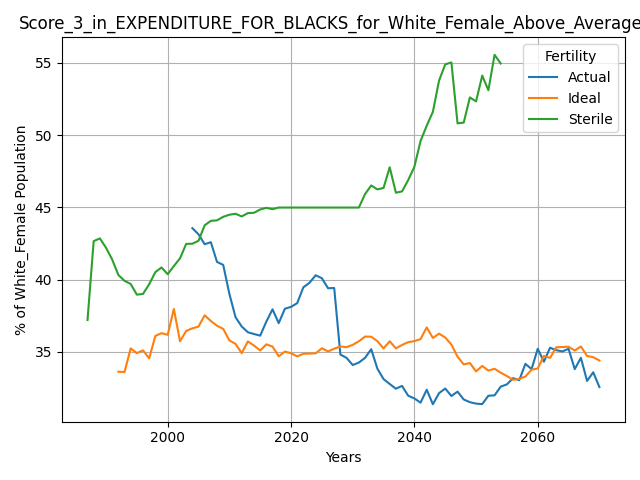 Score_3_in_EXPENDITURE_FOR_BLACKS_for_White_Female_Above_Average
Fertility
Actual
Ideal
Sterile
% of White_Female Population
55
50
45
40
35
2000
2020
2040
2060
Years